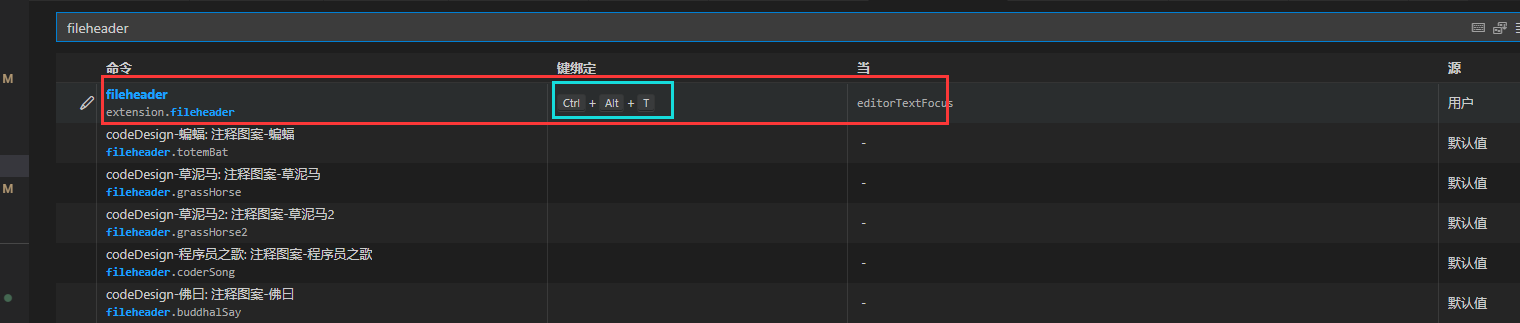 fileheader
命令 键绑定 当 源
M
fileheader
extension.fileheader
Ctrl + Alt + T editorTextFocus 用户
codeDesign-蝙蝠: 注释图案-蝙蝠
fileheader.totemBat
- 默认值
codeDesign-草泥马: 注释图案-草泥马
fileheader.grassHorse
- 默认值
M
codeDesign-草泥马2: 注释图案-草泥马2
fileheader.grassHorse2
- 默认值
codeDesign-程序员之歌: 注释图案-程序员之歌
fileheader.coderSong
- 默认值
codeDesign-佛曰: 注释图案-佛曰
fileheader.buddhalSay
- 默认值